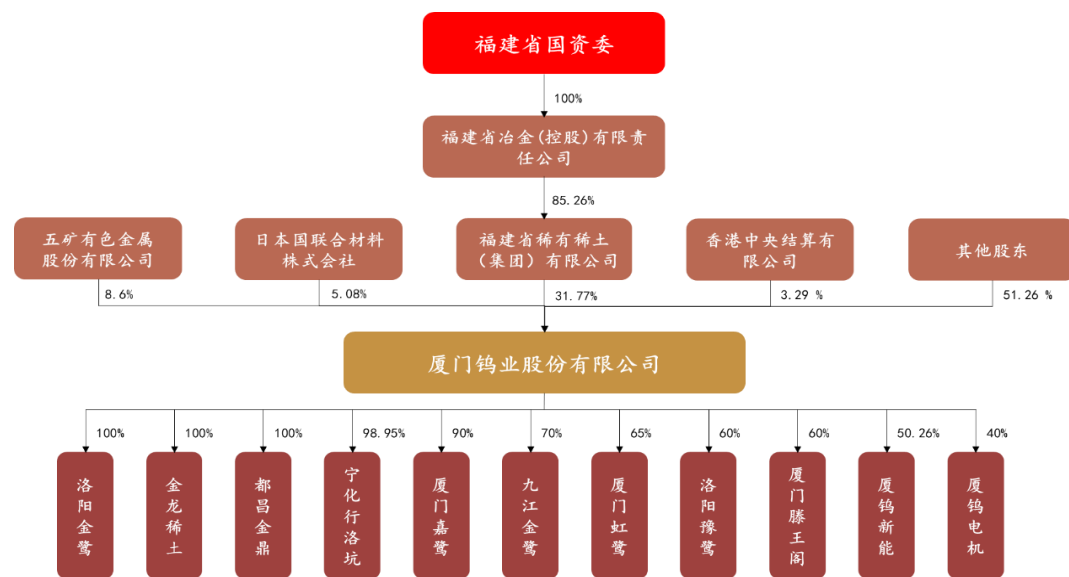 福建省国资委
100%
福建省冶金(控股)有限责
任公司
85.26%
五矿有色金属
股份有限公司
日本国联合材料
株式会社
福建省稀有稀土
（集团）有限公司
香港中央结算有
限公司
其他股东
8.6%
5.08%
31.77%
3.29 %
51.26 %
厦门钨业股份有限公司
100%
100%
100%
98.95%
90%
70%
65%
60%
60%
50.26%
40%
洛阳金鹭
金龙稀土
都昌金鼎
宁化行洛坑
厦门嘉鹭
九江金鹭
厦门虹鹭
洛阳豫鹭
厦门滕王阁
厦钨新能
厦钨电机